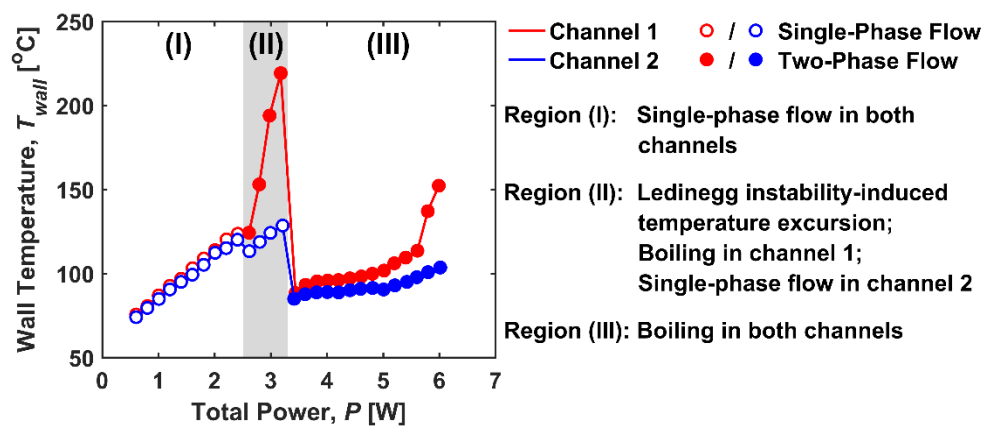 250
200
150
100
50
Wall Temperature, T_wall [°C]
(I)
(II)
(III)
0 1 2 3 4 5 6 7
Total Power, P [W]
Channel 1 / Single-Phase Flow
Channel 2 / Two-Phase Flow
Region (I): Single-phase flow in both
channels
Region (II): Ledinegg instability-induced
temperature excursion;
Boiling in channel 1;
Single-phase flow in channel 2
Region (III): Boiling in both channels